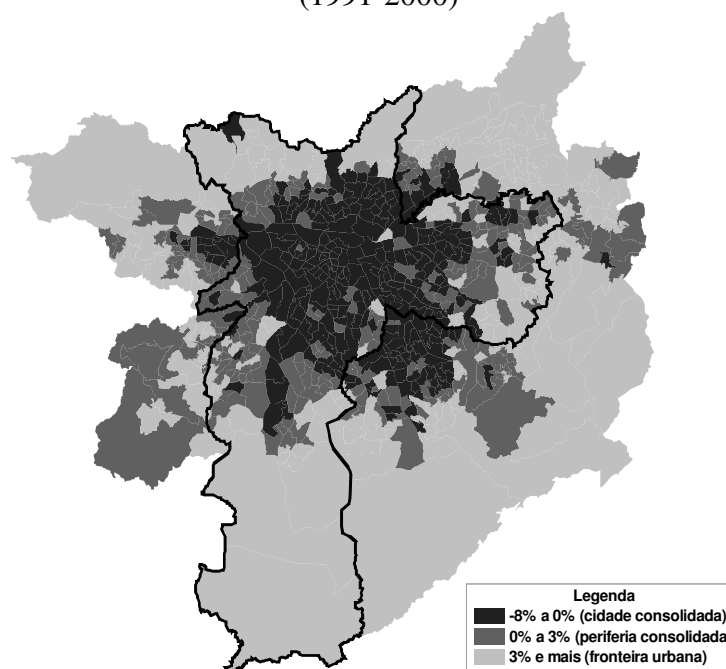 (1991-2000)
Legenda
-8% a 0% (cidade consolidada)
0% a 3% (periferia consolidada
3% e mais (fronteira urbana)